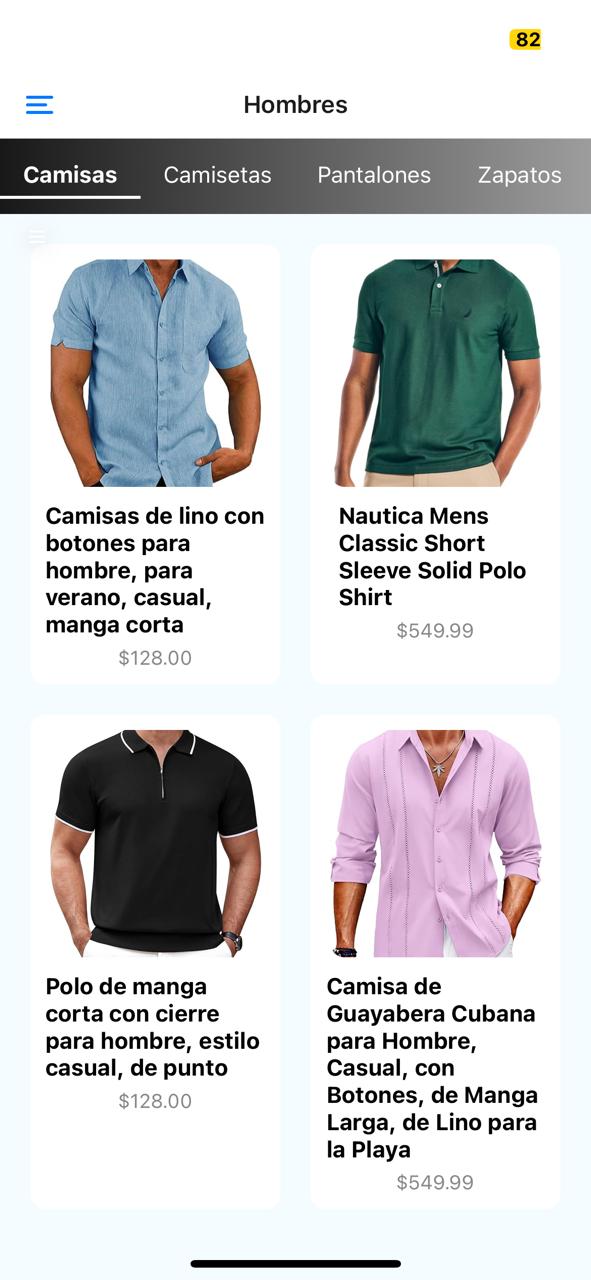 82
Hombres
Camisas
Camisetas
Pantalones
Zapatos
Camisas de lino con
botones para
hombre, para
verano, casual,
manga corta
$128.00
Nautica Mens
Classic Short
Sleeve Solid Polo
Shirt
$549.99
Polo de manga
corta con cierre
para hombre, estilo
casual, de punto
$128.00
Camisa de
Guayabera Cubana
para Hombre,
Casual, con
Botones, de Manga
Larga, de Lino para
la Playa
$549.99